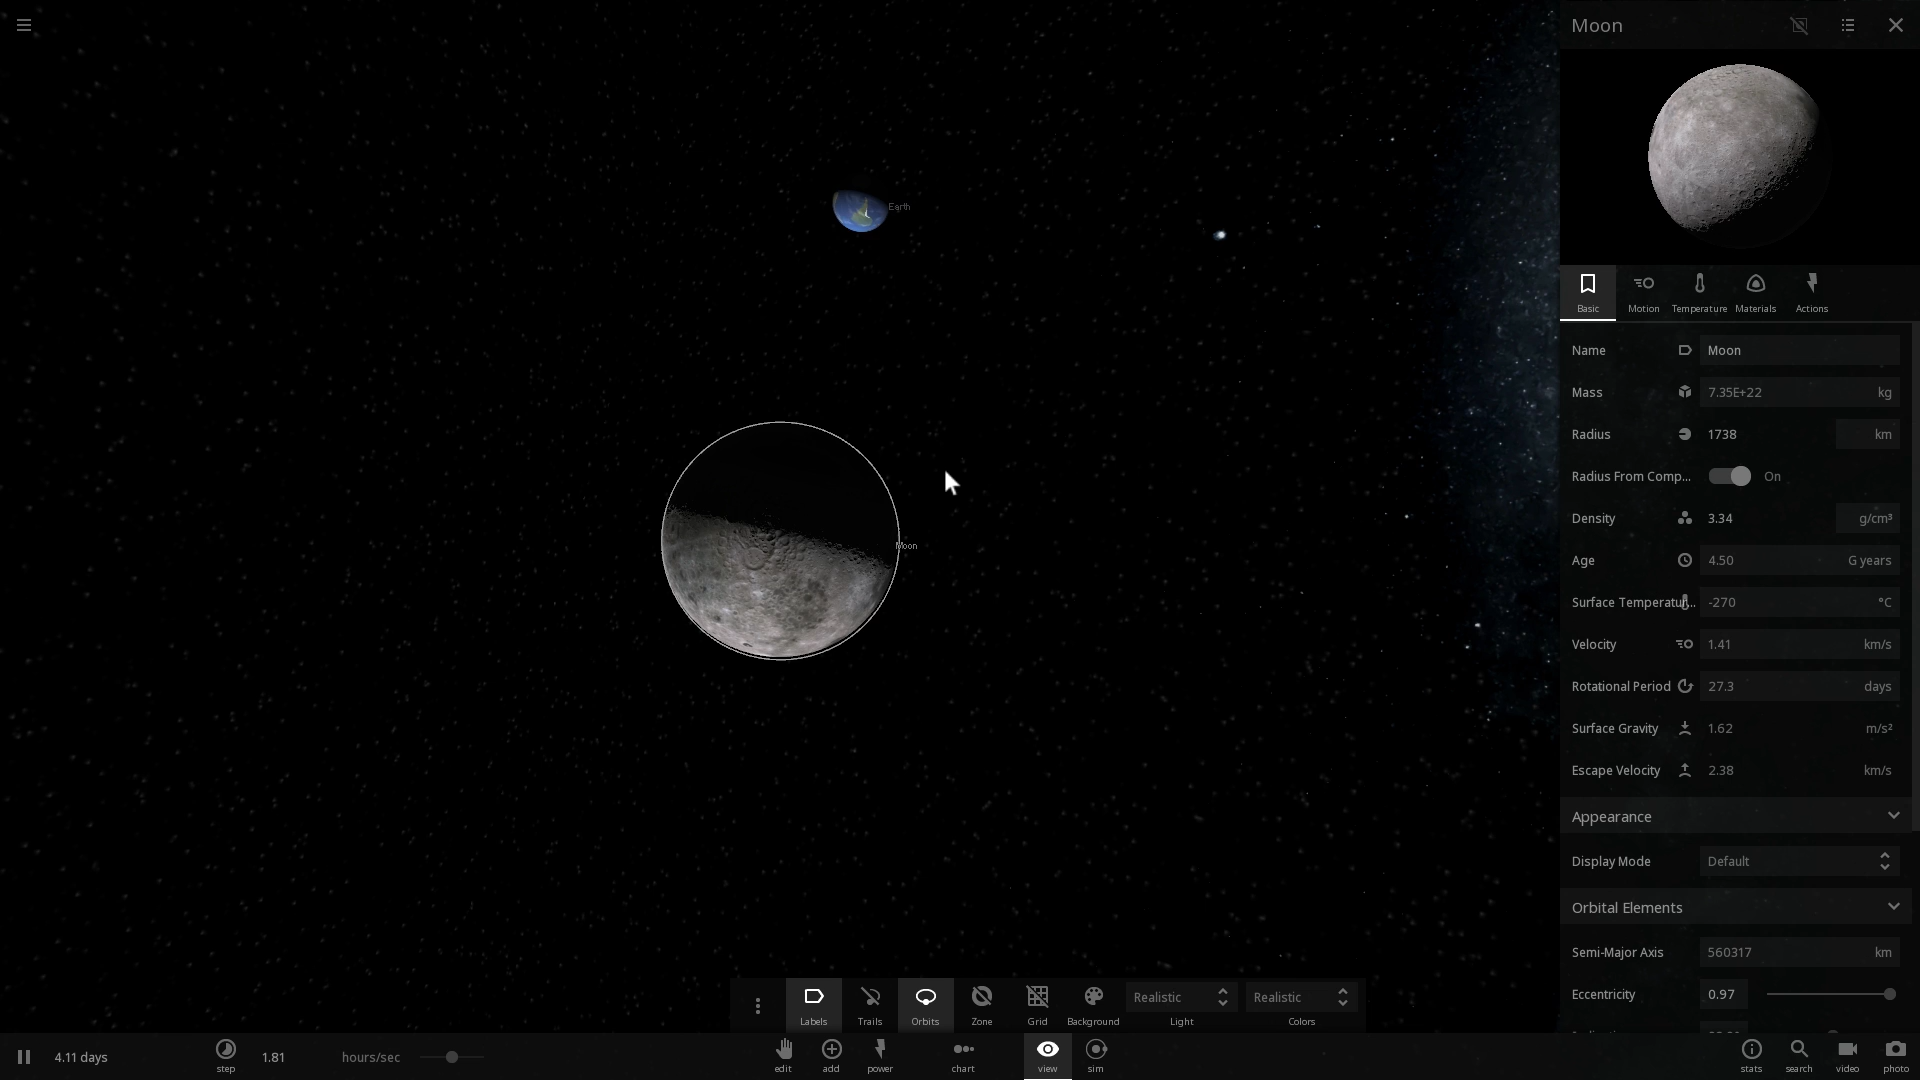 Moon
Earth
Moon
Basic
Motion
Temperature
Materials
Actions
Name Moon
Mass 7.35E+22 kg
Radius 1738 km
Radius From Comp... On
Density 3.34 g/cm³
Age 4.50 G years
Surface Temperatur... -270 °C
Velocity 1.41 km/s
Rotational Period 27.3 days
Surface Gravity 1.62 m/s²
Escape Velocity 2.38 km/s
Appearance
Display Mode Default
Orbital Elements
Semi-Major Axis 560317 km
Eccentricity 0.97
Labels
Trails
Orbits
Zone
Grid
Background
Realistic
Light
Realistic
Colors
4.11 days
step
1.81 hours/sec
edit
add
power
chart
view
sim
stats
search
video
photo